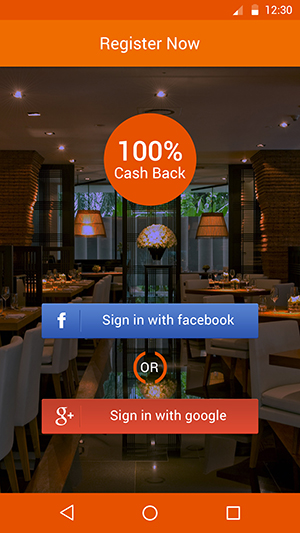 12:30
Register Now
100%
Cash Back
f Sign in with facebook
OR
g+ Sign in with google